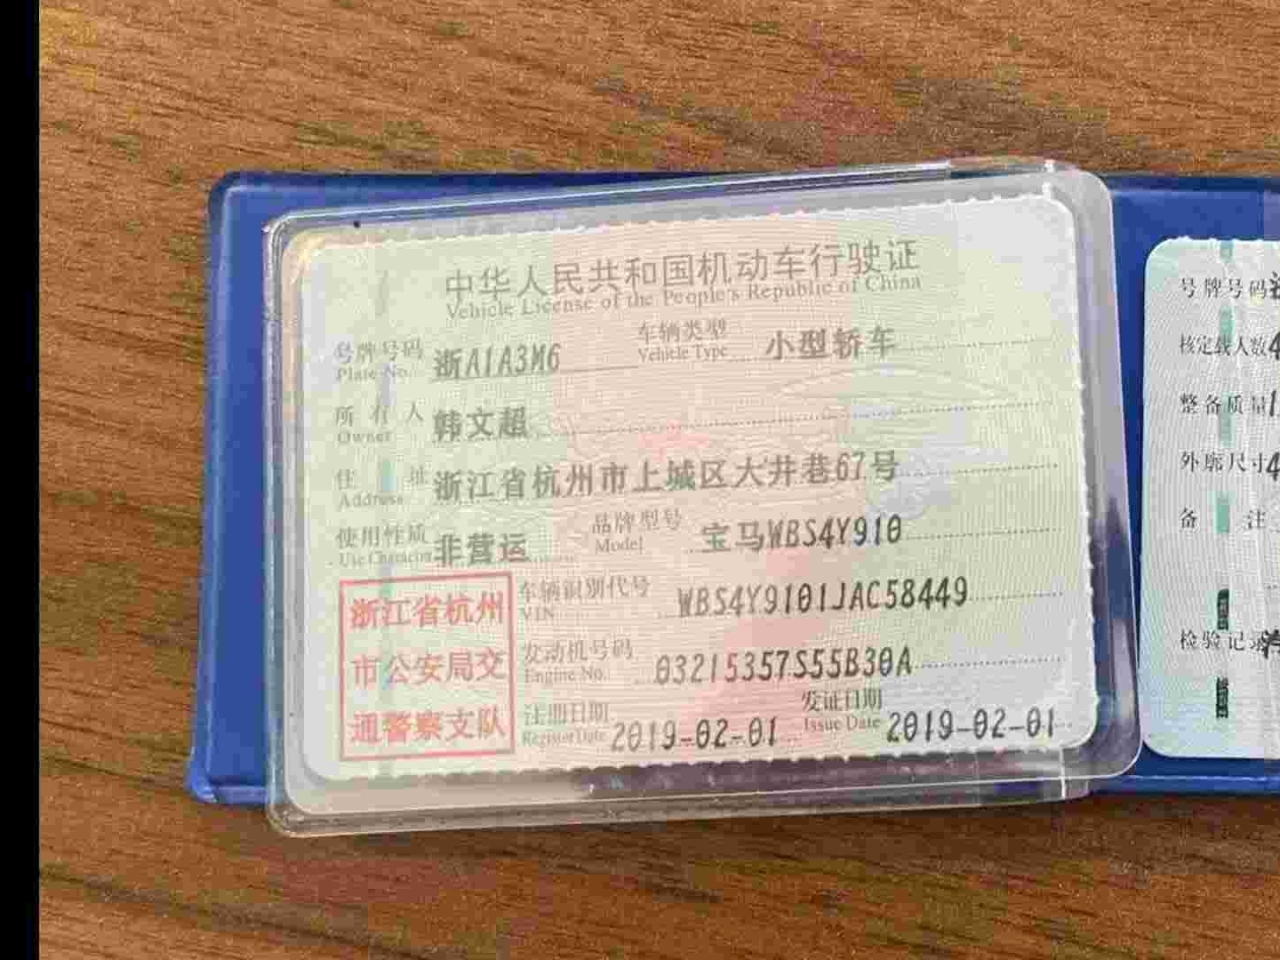 中华人民共和国机动车行驶证
Vehicle License of the People's Republic of China
号牌号码 浙A1A3M6 车辆类型 小型轿车
Plate No. Vehicle Type
所有人 韩文超
Owner
住址 浙江省杭州市上城区大井巷67号
Address
使用性质 非营运 品牌型号 宝马WBS4Y910
Use Character Model
浙江省杭州
市公安局交
通警察支队
车辆识别代号 WBS4Y9101JAC58449
VIN
发动机号码 03215357S55B30A
Engine No.
注册日期 2019-02-01 发证日期 2019-02-01
Register Date Issue Date
号牌号码
核定载人数 4
整备质量 1
外廓尺寸 4
备注
检验记录